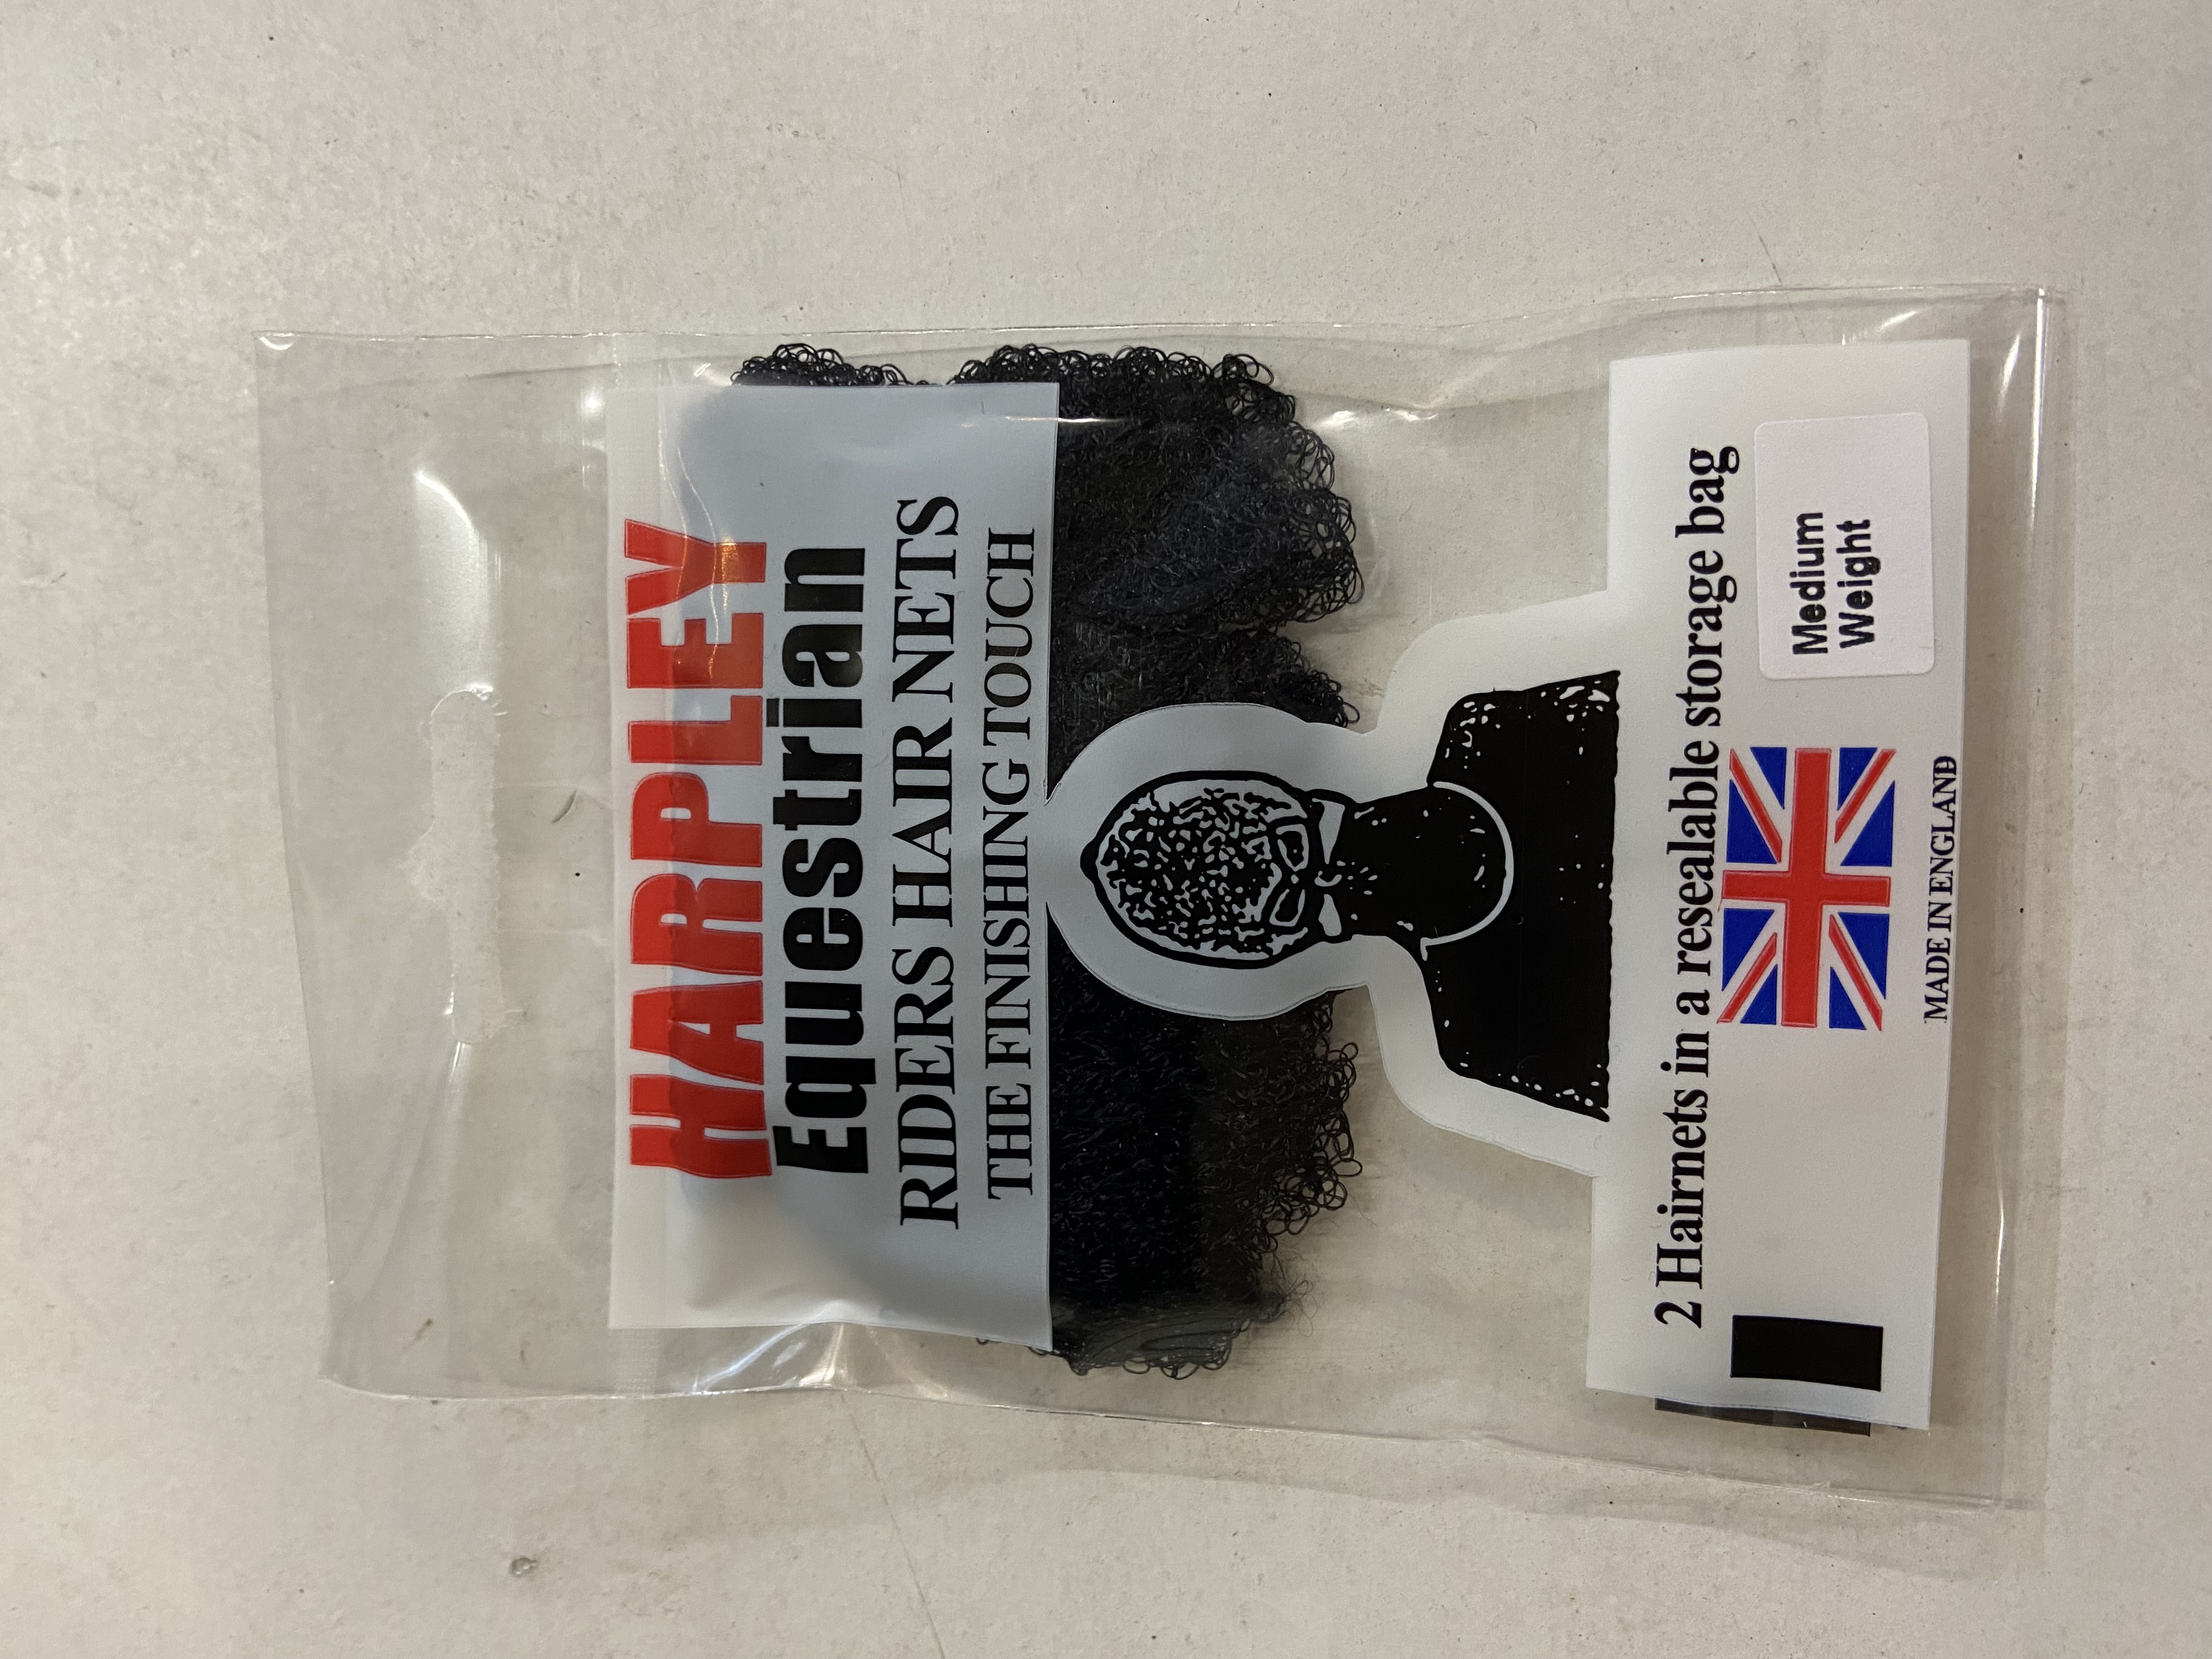 HARPLEY
Equestrian
RIDERS HAIR NETS
THE FINISHING TOUCH
2 Hairnets in a resealable storage bag
Medium
Weight
MADE IN ENGLAND